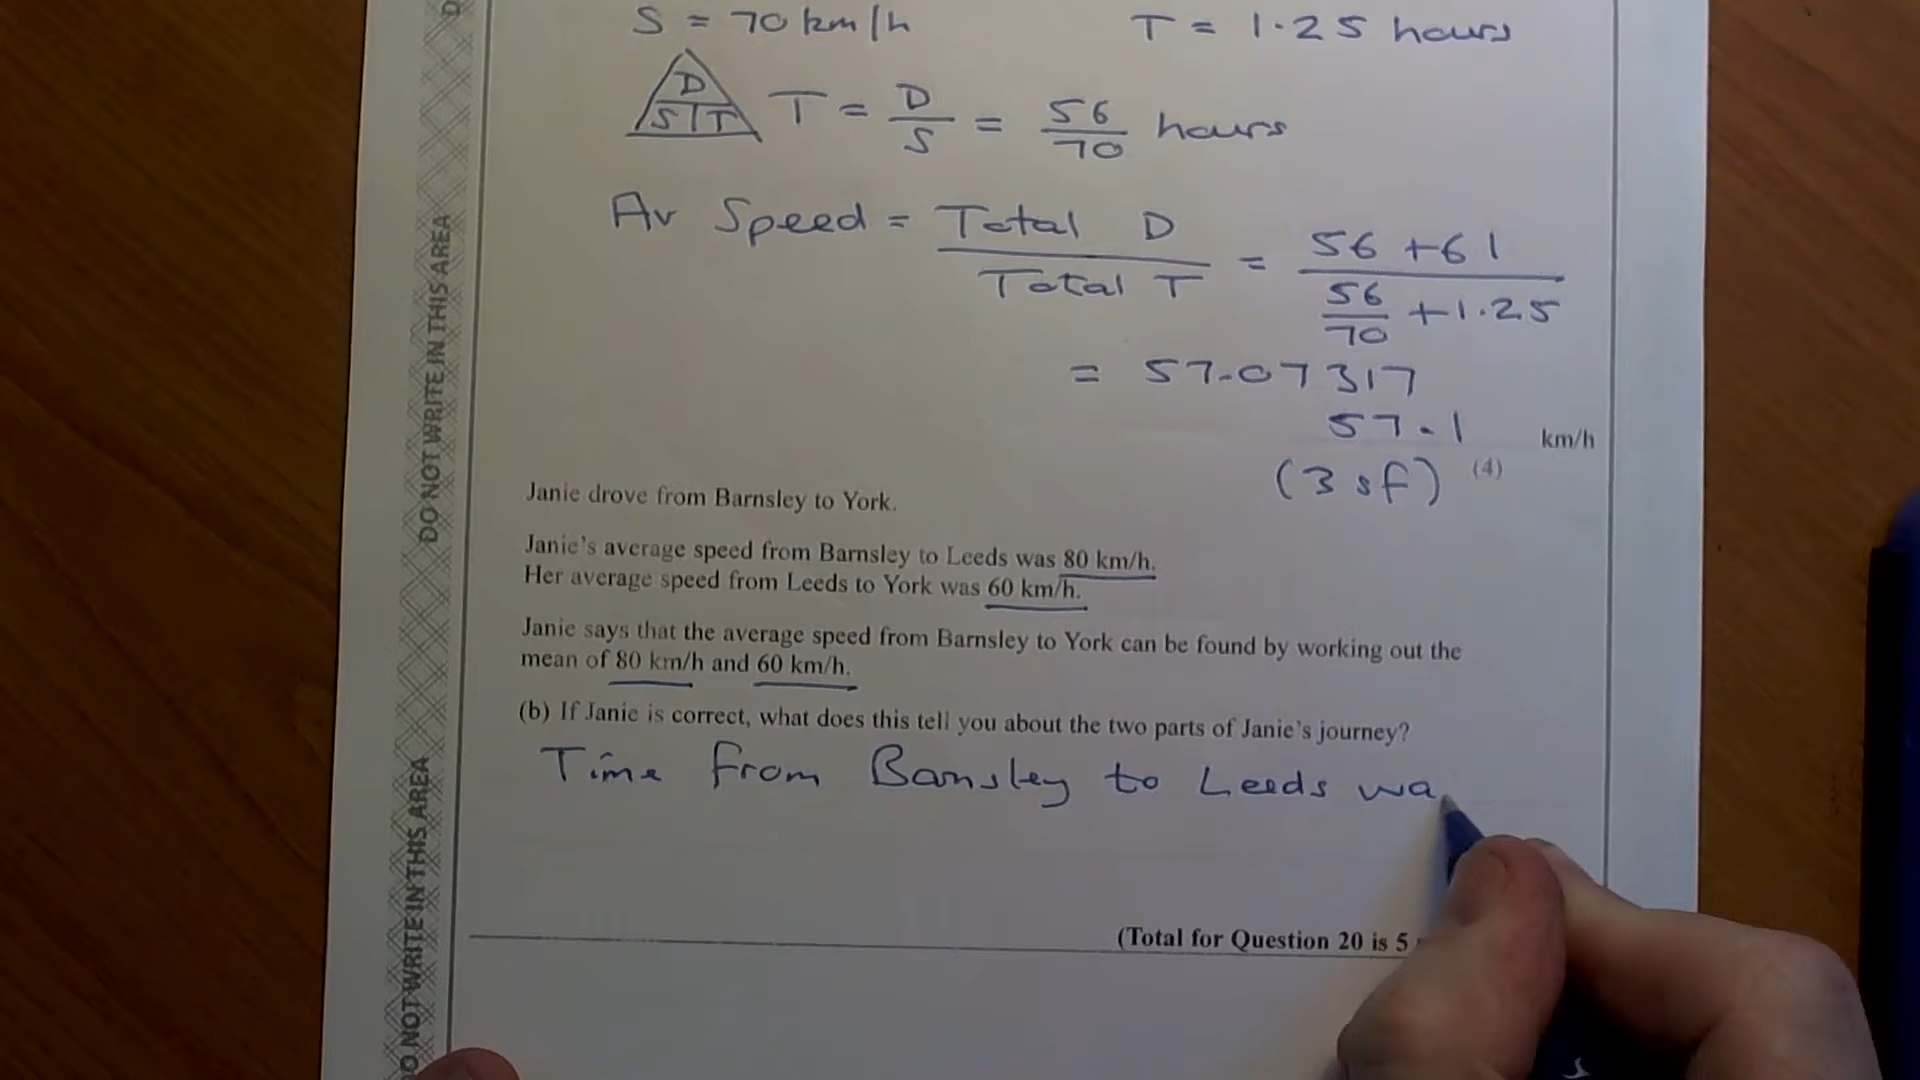 S = 70 km/h T = 1.25 hours
D
S T T = D/S = 56/70 hours
Av Speed = Total D / Total T = 56 + 61 / 56/70 + 1.25
= 57.07317
57.1 km/h
(3 sf) (4)
Janie drove from Barnsley to York.
Janie's average speed from Barnsley to Leeds was 80 km/h.
Her average speed from Leeds to York was 60 km/h.
Janie says that the average speed from Barnsley to York can be found by working out the
mean of 80 km/h and 60 km/h.
(b) If Janie is correct, what does this tell you about the two parts of Janie's journey?
Time from Barnsley to Leeds wa
(Total for Question 20 is 5
DO NOT WRITE IN THIS AREA
DO NOT WRITE IN THIS AREA